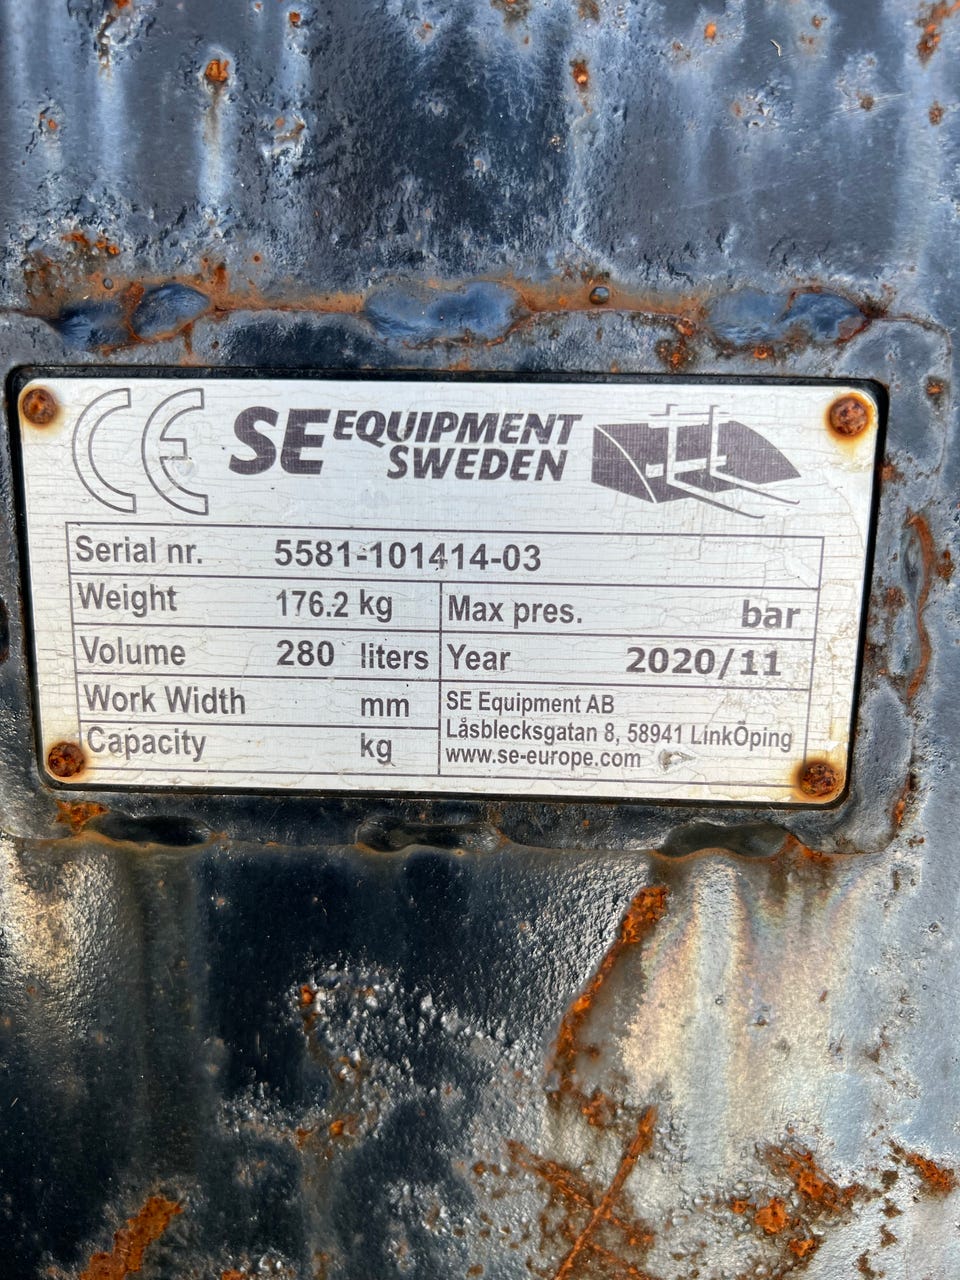 CE SE EQUIPMENT
SWEDEN
Serial nr. 5581-101414-03
Weight 176.2 kg Max pres. bar
Volume 280 liters Year 2020/11
Work Width mm SE Equipment AB
Låsblecksgatan 8, 58941 LinkÖping
Capacity kg www.se-europe.com